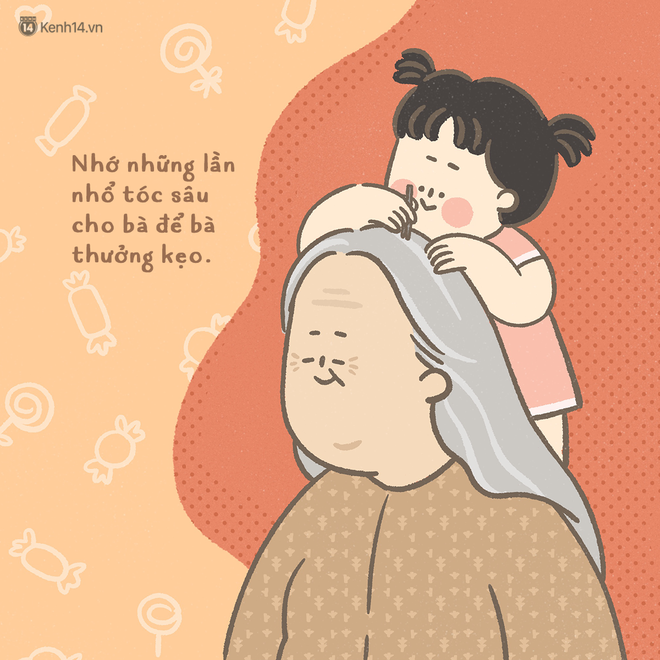 Kenh14.vn
Nhớ những lần
nhổ tóc sâu
cho bà để bà
thưởng kẹo.